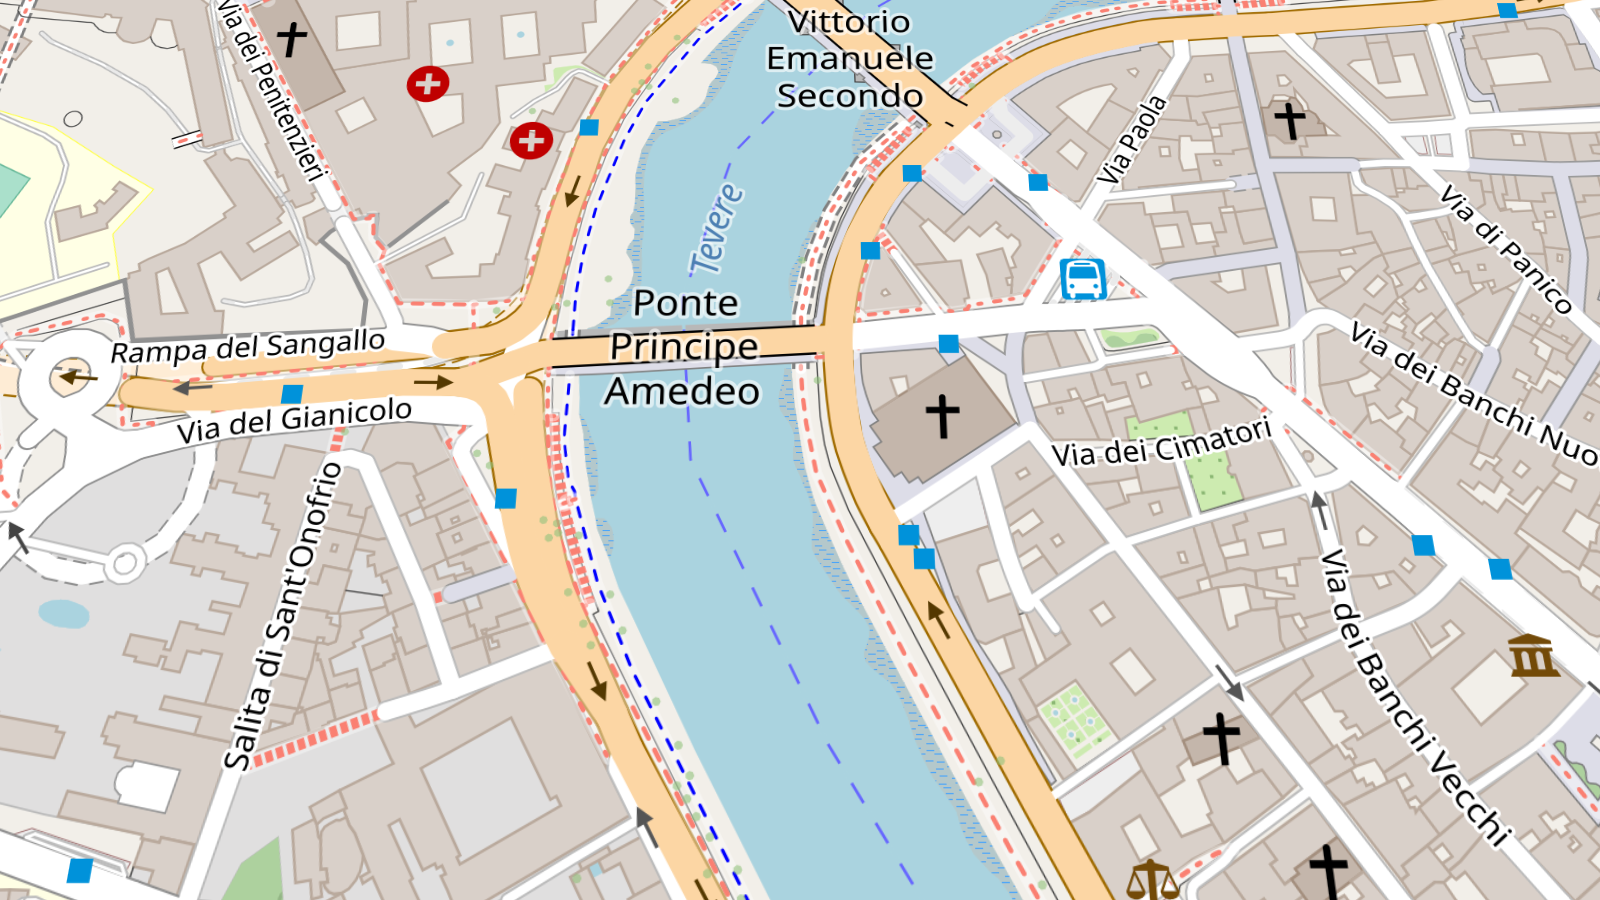 Via dei Penitenzieri
Vittorio
Emanuele
Secondo
Via Paola
Tevere
Via di Panico
Ponte
Principe
Amedeo
Rampa del Sangallo
Via del Gianicolo
Via dei Banchi Nuo
Via dei Cimatori
Salita di Sant'Onofrio
Via dei Banchi Vecchi